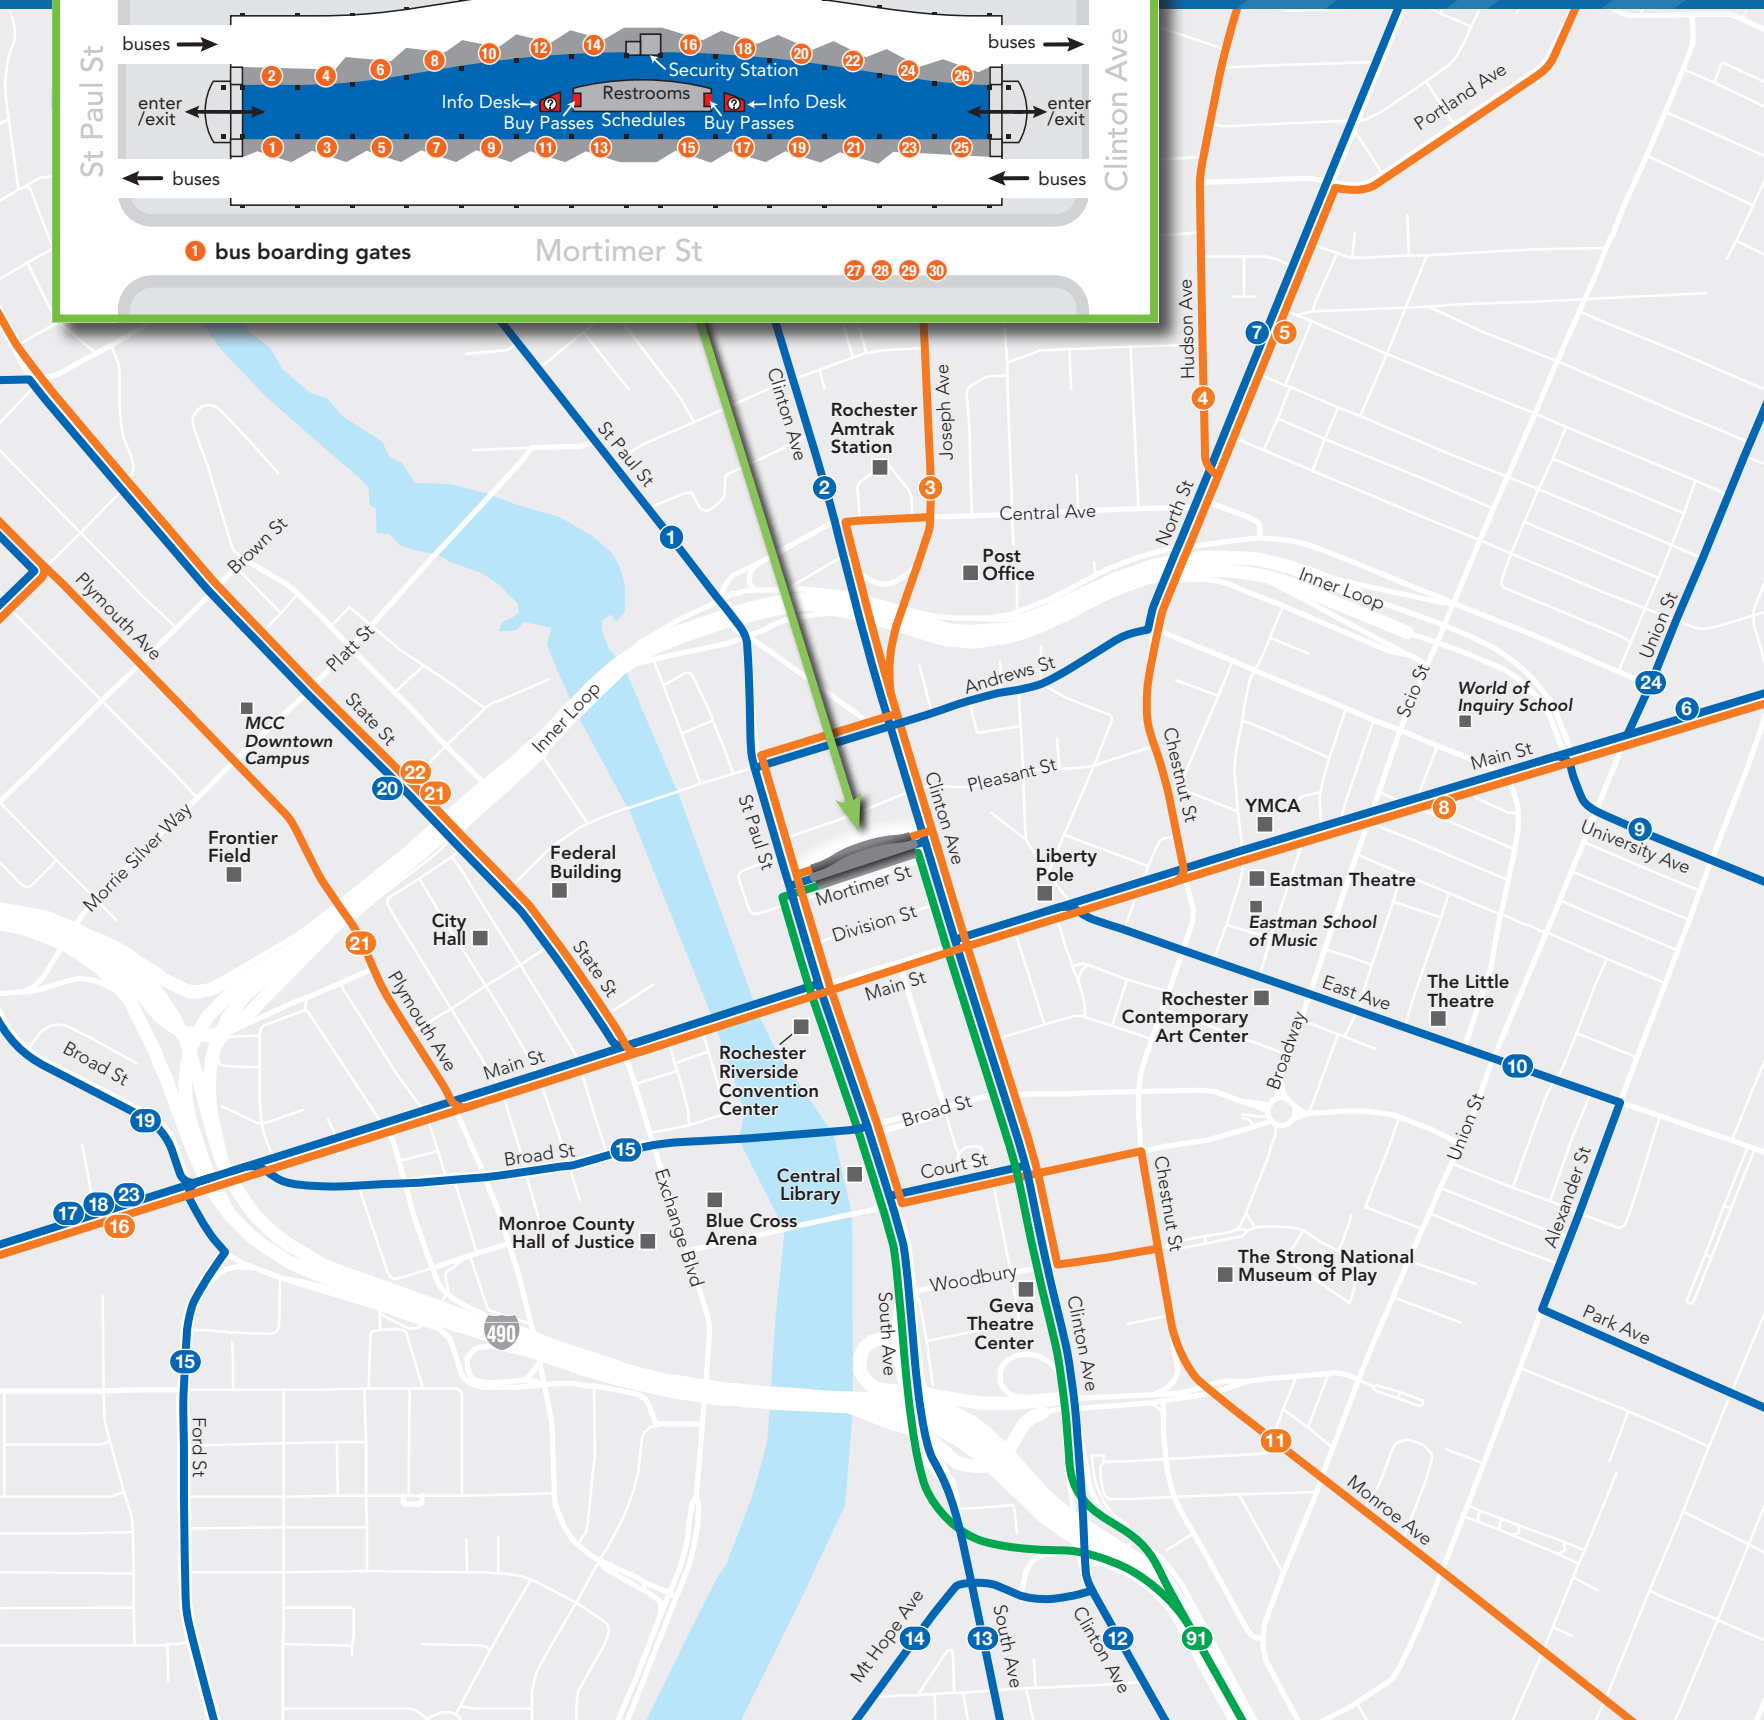 St Paul St
Clinton Ave
buses
buses
2
4
6
8
10
12
14
16
18
20
22
24
26
Security Station
enter
/exit
enter
/exit
Info Desk
?
Restrooms
?
Info Desk
Buy Passes
Schedules
Buy Passes
1
3
5
7
9
11
13
15
17
19
21
23
25
buses
buses
1 bus boarding gates
Mortimer St
27
28
29
30
Portland Ave
Hudson Ave
7
5
4
Clinton Ave
Joseph Ave
Rochester
Amtrak
Station
St Paul St
2
3
1
Central Ave
North St
Post
Office
Inner Loop
Brown St
Plymouth Ave
Platt St
Union St
Andrews St
24
6
Scio St
World of
Inquiry School
MCC
Downtown
Campus
State St
Inner Loop
Main St
Pleasant St
Chestnut St
22
20
21
St Paul St
Clinton Ave
YMCA
8
9
University Ave
Morrie Silver Way
Frontier
Field
Federal
Building
Liberty
Pole
Mortimer St
Eastman Theatre
Division St
Eastman School
of Music
City
Hall
21
State St
Plymouth Ave
Main St
East Ave
The Little
Theatre
Rochester
Contemporary
Art Center
Broadway
Broad St
Main St
Rochester
Riverside
Convention
Center
10
19
Broad St
Union St
Broad St
15
Court St
Central
Library
Chestnut St
Alexander St
17
18
23
16
Exchange Blvd
Monroe County
Hall of Justice
Blue Cross
Arena
The Strong National
Museum of Play
Woodbury
Geva
Theatre
Center
South Ave
Clinton Ave
490
Park Ave
15
Ford St
11
Monroe Ave
Mt Hope Ave
14
13
South Ave
Clinton Ave
12
91